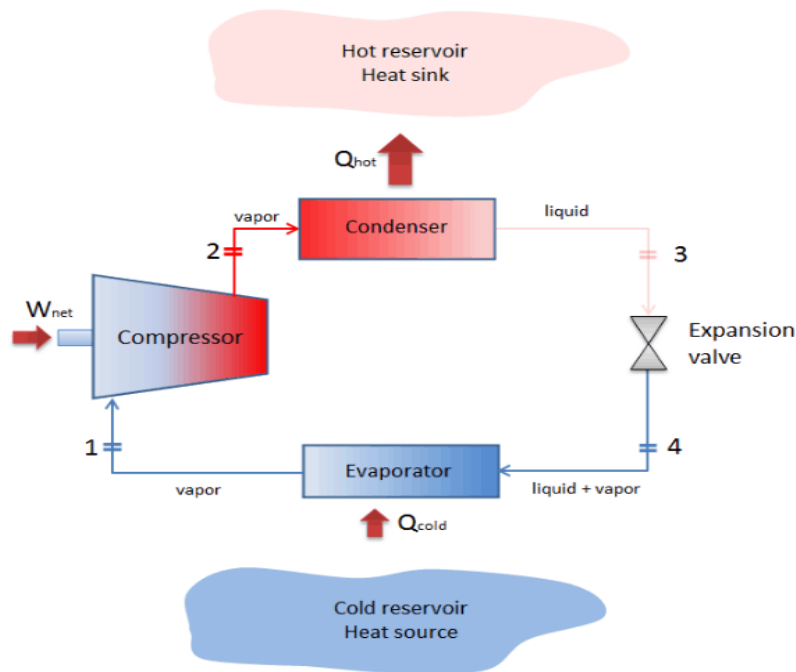 Hot reservoir
Heat sink
Qhot
vapor
Condenser
liquid
2
3
Wnet
Compressor
Expansion
valve
1
4
vapor
Evaporator
liquid + vapor
Qcold
Cold reservoir
Heat source